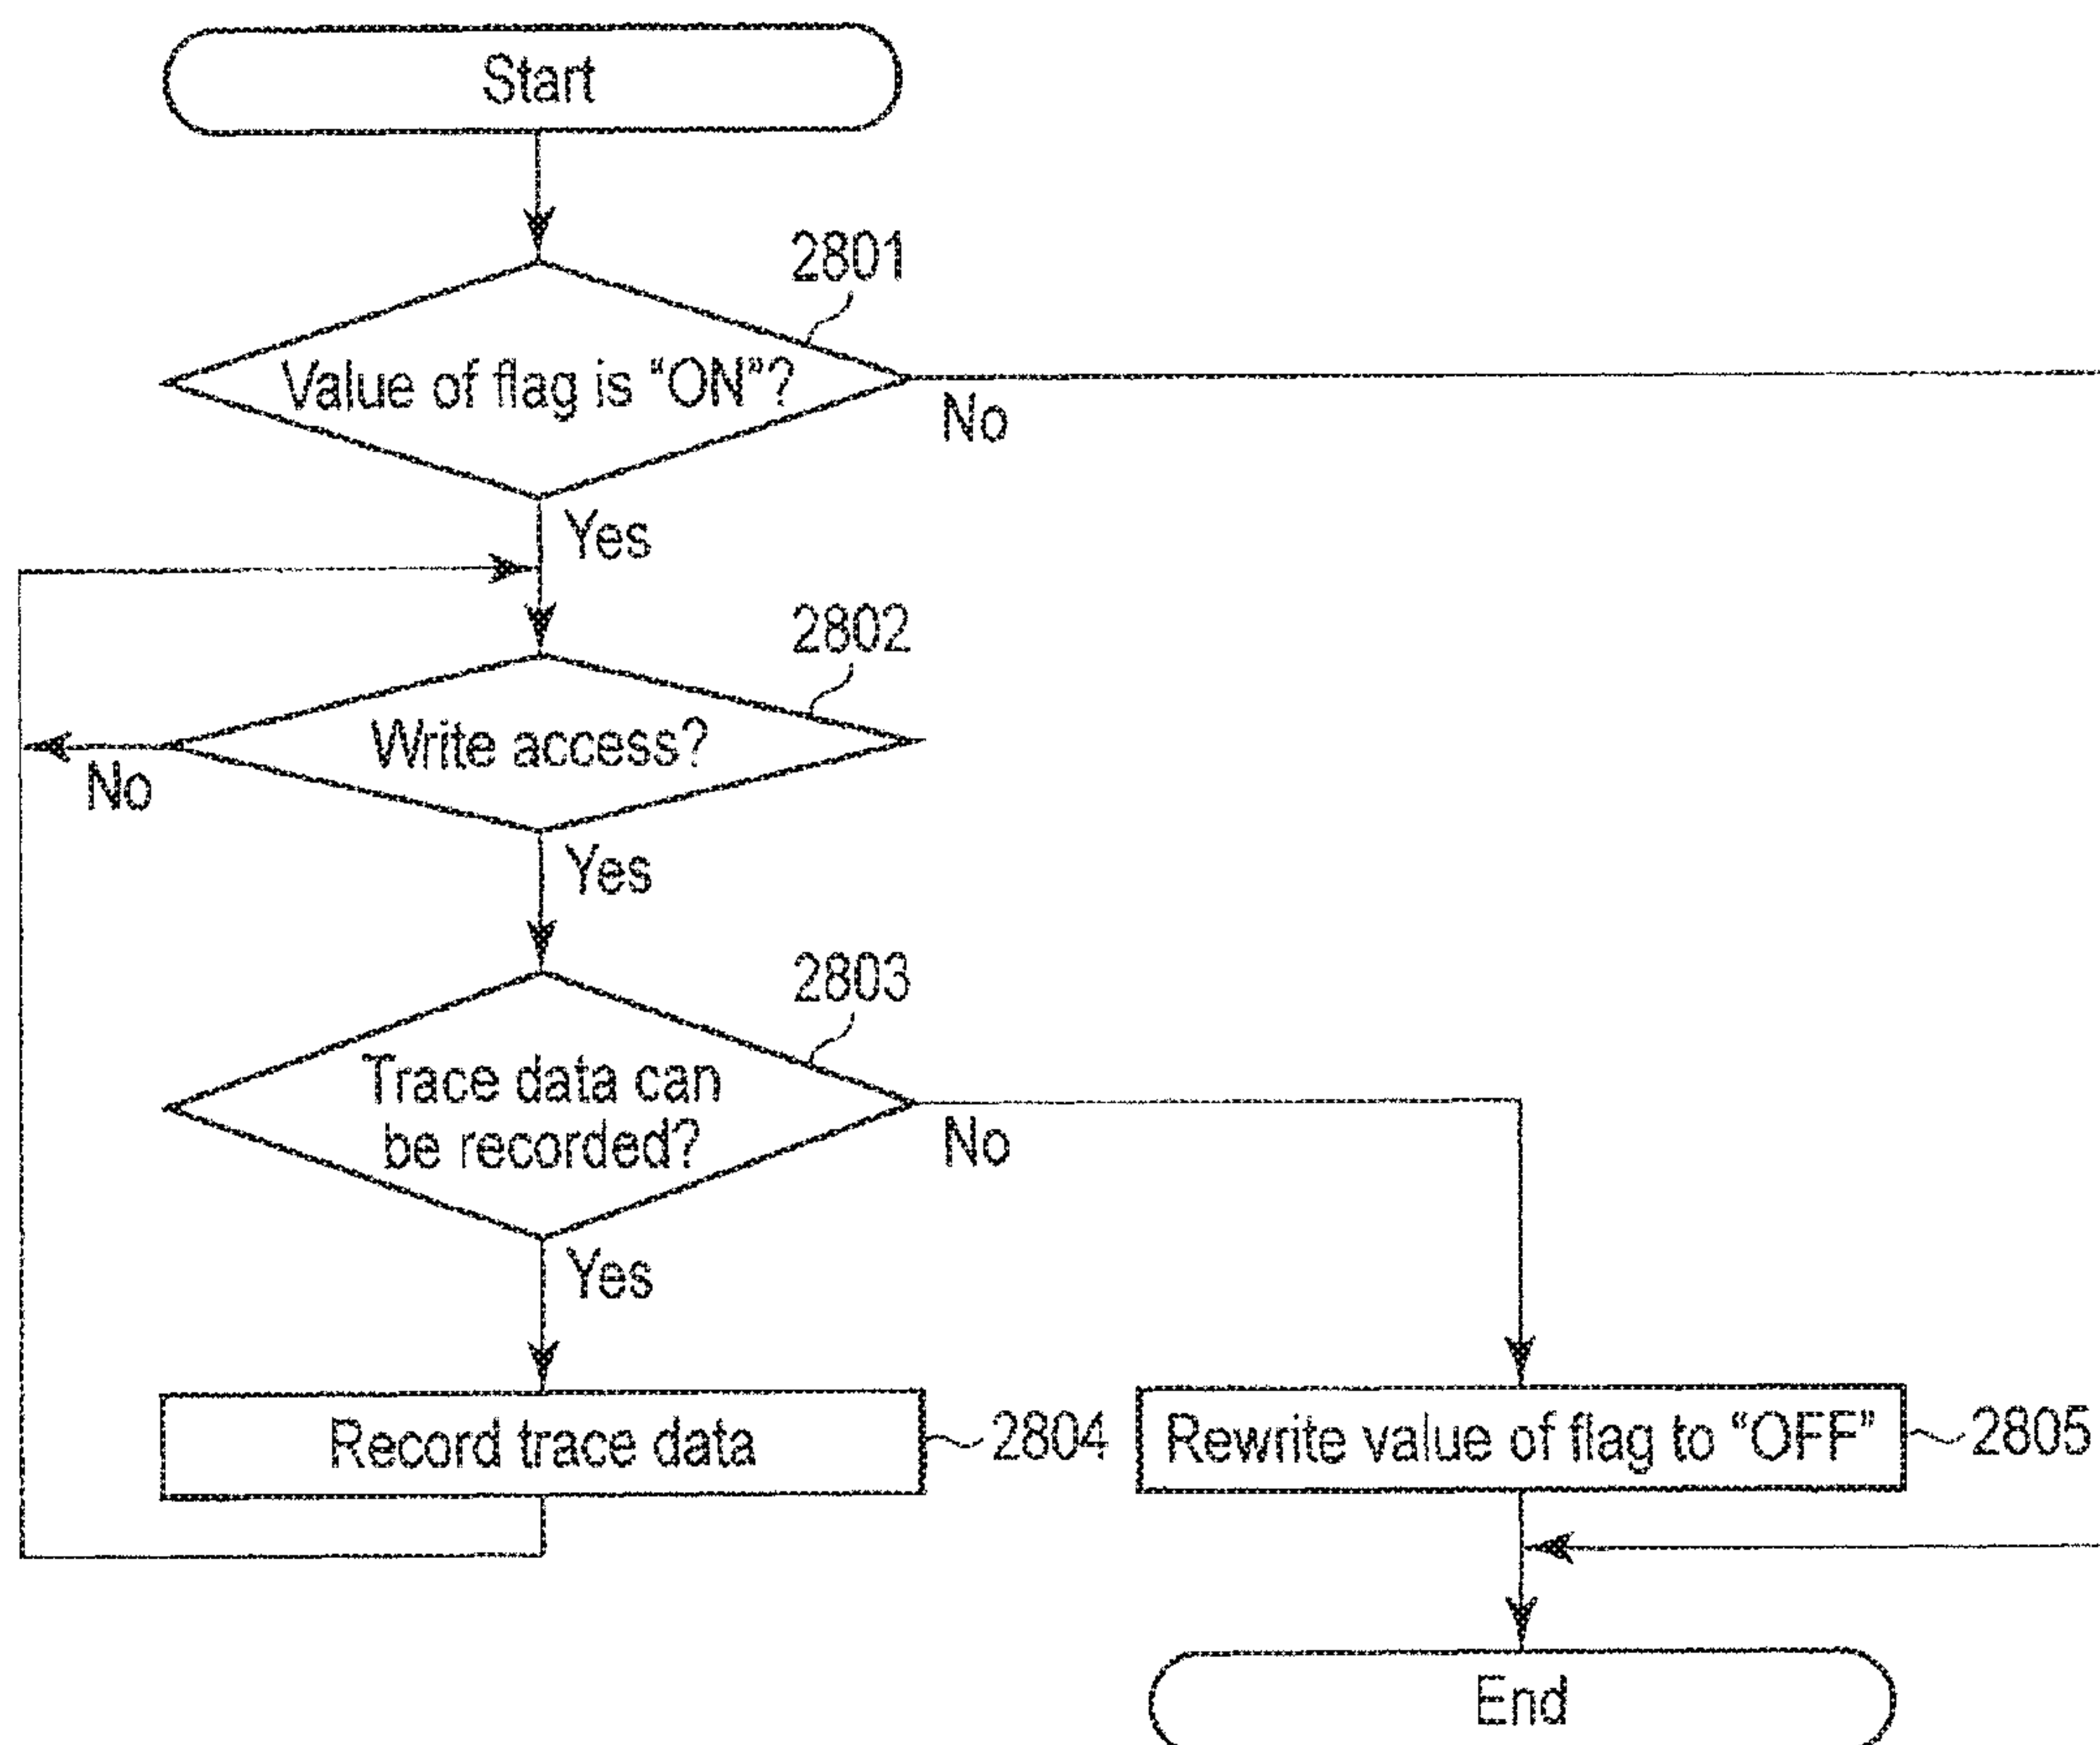 Start
2801
Value of flag is “ON”?
No
Yes
2802
Write access?
No
Yes
2803
Trace data can
be recorded?
No
Yes
Record trace data
2804
Rewrite value of flag to “OFF”
2805
End